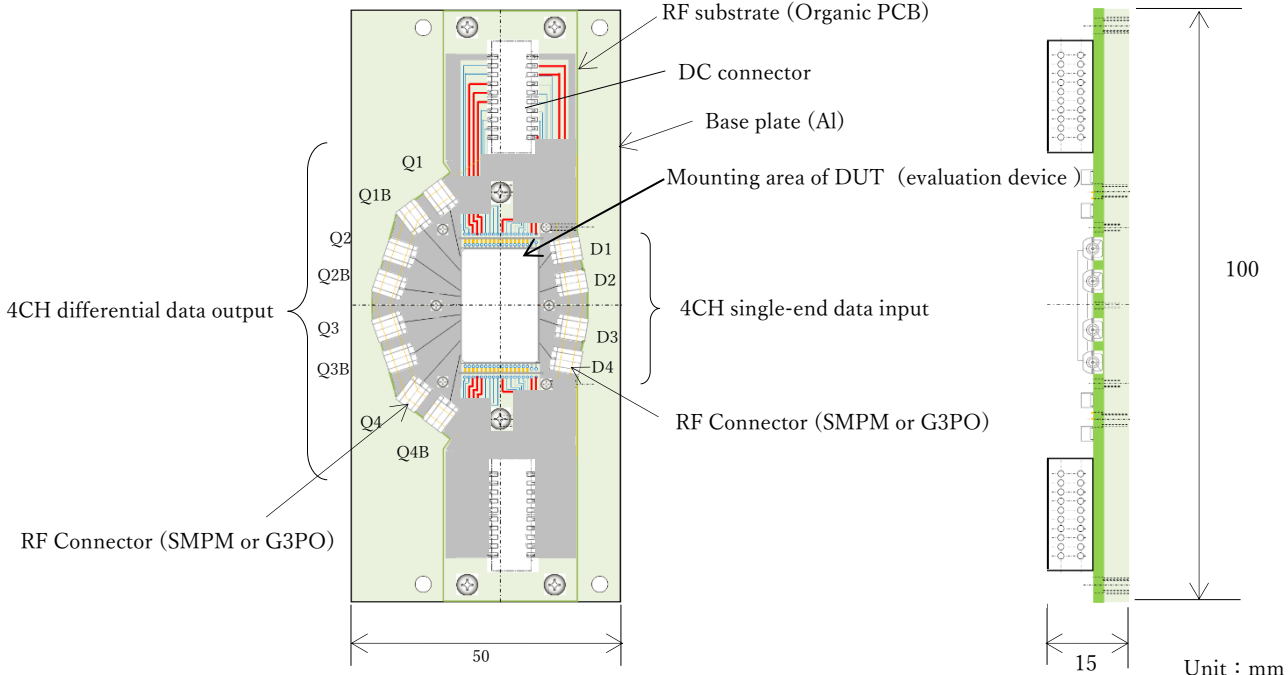 RF substrate (Organic PCB)
DC connector
Base plate (Al)
Mounting area of DUT (evaluation device )
Q1
Q1B
Q2
Q2B
4CH differential data output
Q3
Q3B
Q4
Q4B
D1
D2
D3
D4
4CH single-end data input
RF Connector (SMPM or G3PO)
RF Connector (SMPM or G3PO)
50
100
15
Unit : mm